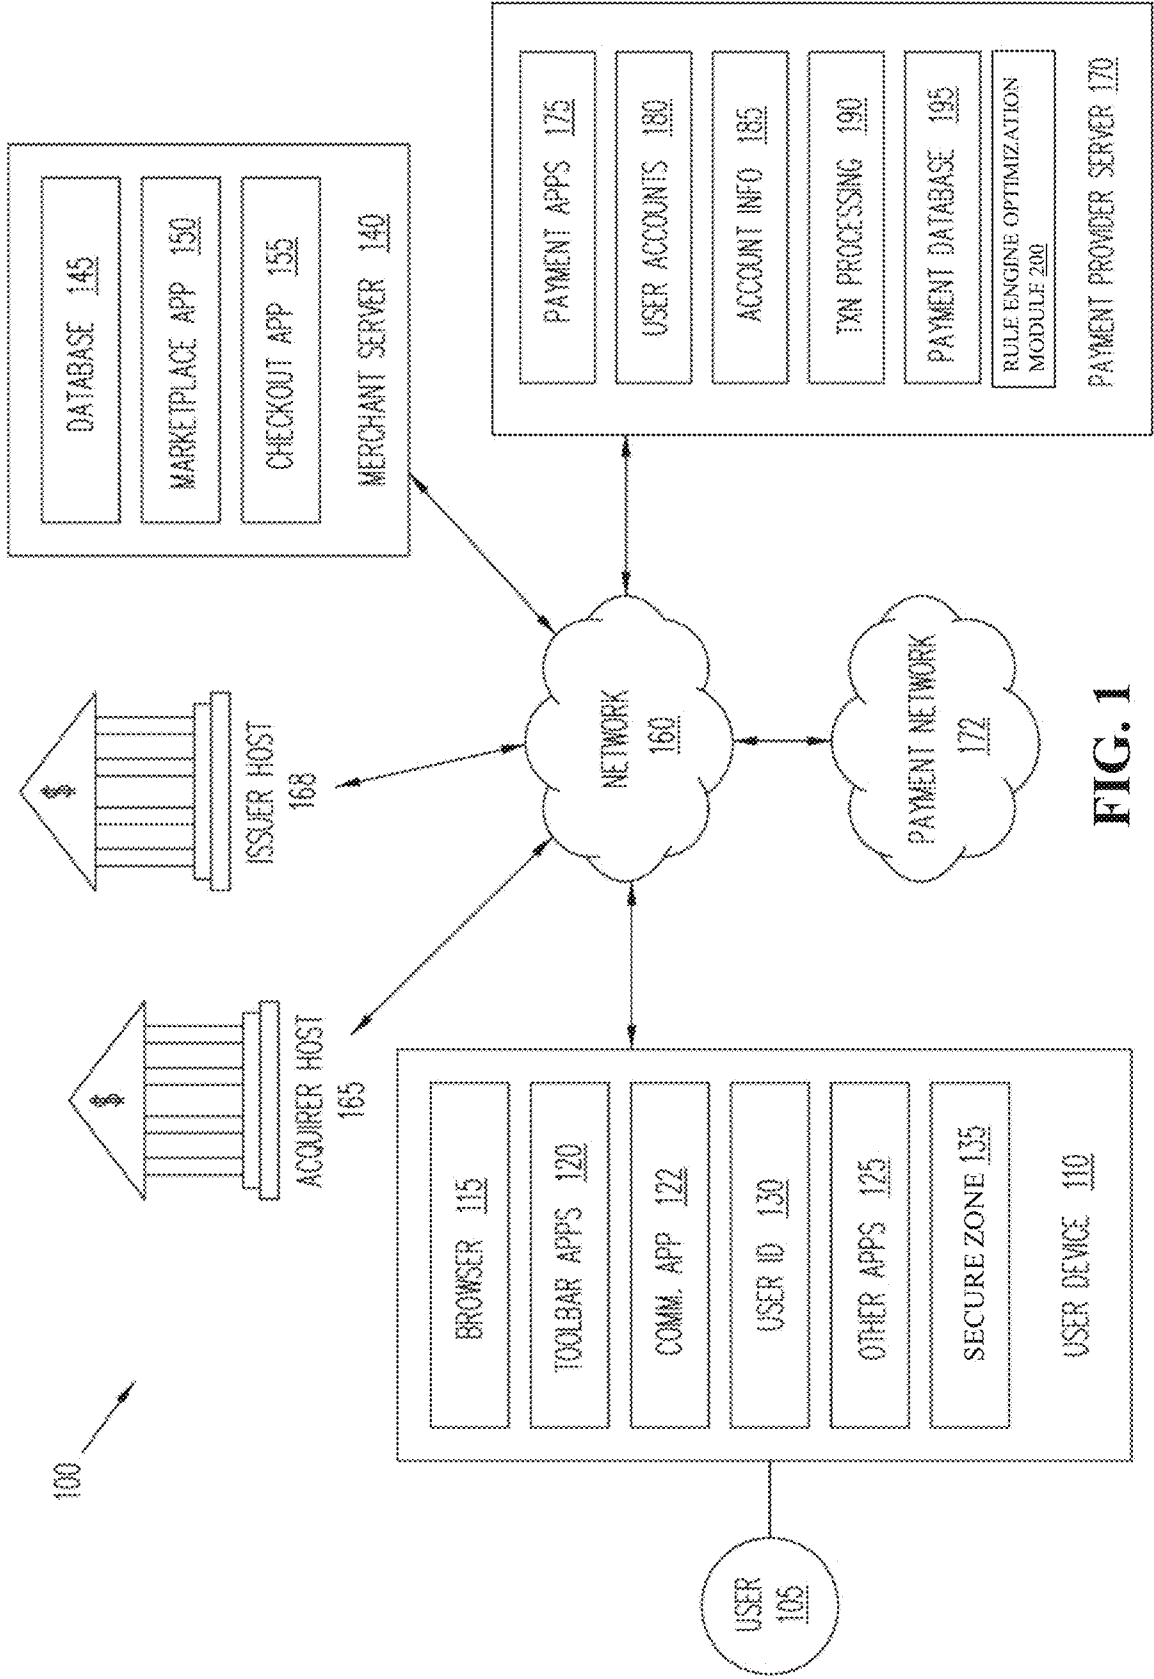 100
$
ACQUIRER HOST
165
$
ISSUER HOST
168
DATABASE 145
MARKETPLACE APP 150
CHECKOUT APP 155
MERCHANT SERVER 140
USER
105
BROWSER 115
TOOLBAR APPS 120
COMM. APP 122
USER ID 130
OTHER APPS 125
SECURE ZONE 135
USER DEVICE 110
NETWORK
160
PAYMENT NETWORK
172
PAYMENT APPS 175
USER ACCOUNTS 180
ACCOUNT INFO 185
TXN PROCESSING 190
PAYMENT DATABASE 195
RULE ENGINE OPTIMIZATION
MODULE 200
PAYMENT PROVIDER SERVER 170
FIG. 1